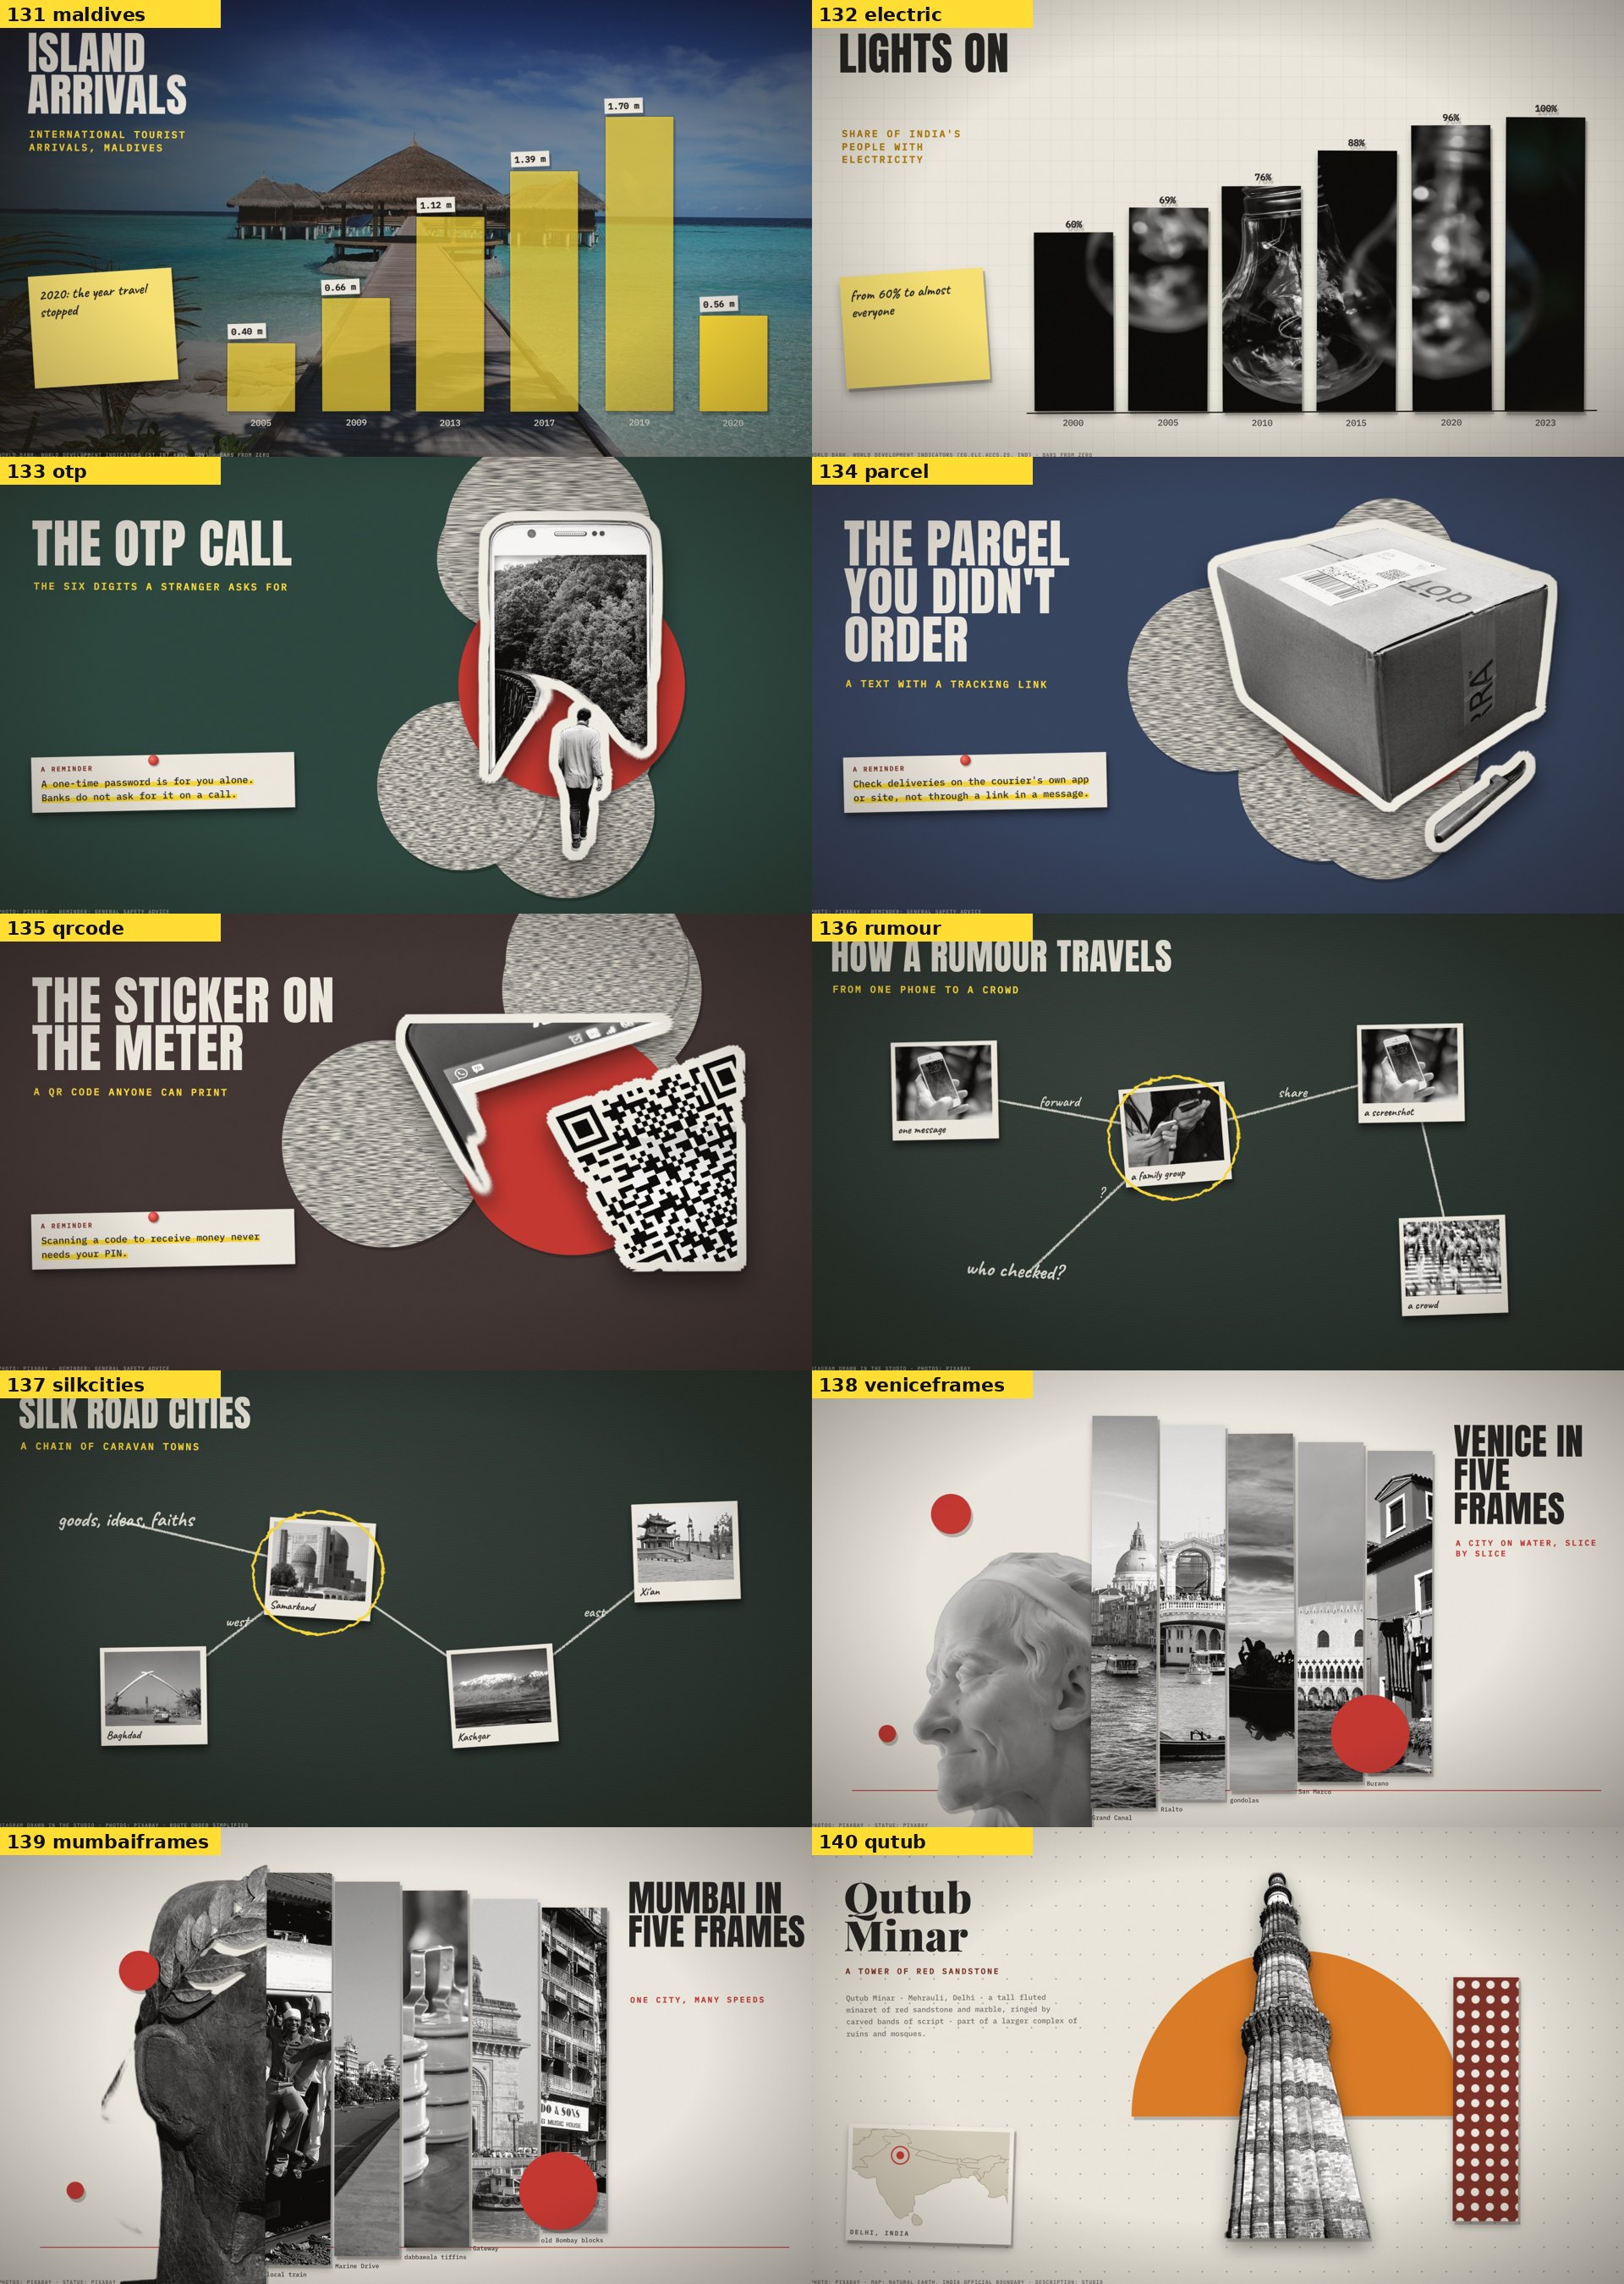 131 maldives
ISLAND
ARRIVALS
INTERNATIONAL TOURIST
ARRIVALS, MALDIVES
2020: the year travel
stopped
0.40 m
0.66 m
1.12 m
1.39 m
1.70 m
0.56 m
2005
2009
2013
2017
2019
2020
132 electric
LIGHTS ON
SHARE OF INDIA'S
PEOPLE WITH
ELECTRICITY
from 60% to almost
everyone
60%
69%
76%
88%
96%
100%
2000
2005
2010
2015
2020
2023
133 otp
THE OTP CALL
THE SIX DIGITS A STRANGER ASKS FOR
A REMINDER
A one-time password is for you alone.
Banks do not ask for it on a call.
134 parcel
THE PARCEL
YOU DIDN'T
ORDER
A TEXT WITH A TRACKING LINK
A REMINDER
Check deliveries on the courier's own app
or site, not through a link in a message.
135 qrcode
THE STICKER ON
THE METER
A QR CODE ANYONE CAN PRINT
A REMINDER
Scanning a code to receive money never
needs your PIN.
136 rumour
HOW A RUMOUR TRAVELS
FROM ONE PHONE TO A CROWD
one message
forward
a family group
share
a screenshot
?
who checked?
a crowd
137 silkcities
SILK ROAD CITIES
A CHAIN OF CARAVAN TOWNS
goods, ideas, faiths
Samarkand
west
Baghdad
Kashgar
east
Xi'an
138 veniceframes
VENICE IN
FIVE
FRAMES
A CITY ON WATER, SLICE
BY SLICE
Grand Canal
Rialto
gondolas
San Marco
Burano
139 mumbaiframes
MUMBAI IN
FIVE FRAMES
ONE CITY, MANY SPEEDS
DO & SONS
G MUSIC HOUSE
local train
Marine Drive
dabbawala tiffins
Gateway
old Bombay blocks
140 qutub
Qutub
Minar
A TOWER OF RED SANDSTONE
Qutub Minar · Mehrauli, Delhi · a tall fluted
minaret of red sandstone and marble, ringed by
carved bands of script · part of a larger complex of
ruins and mosques.
DELHI, INDIA